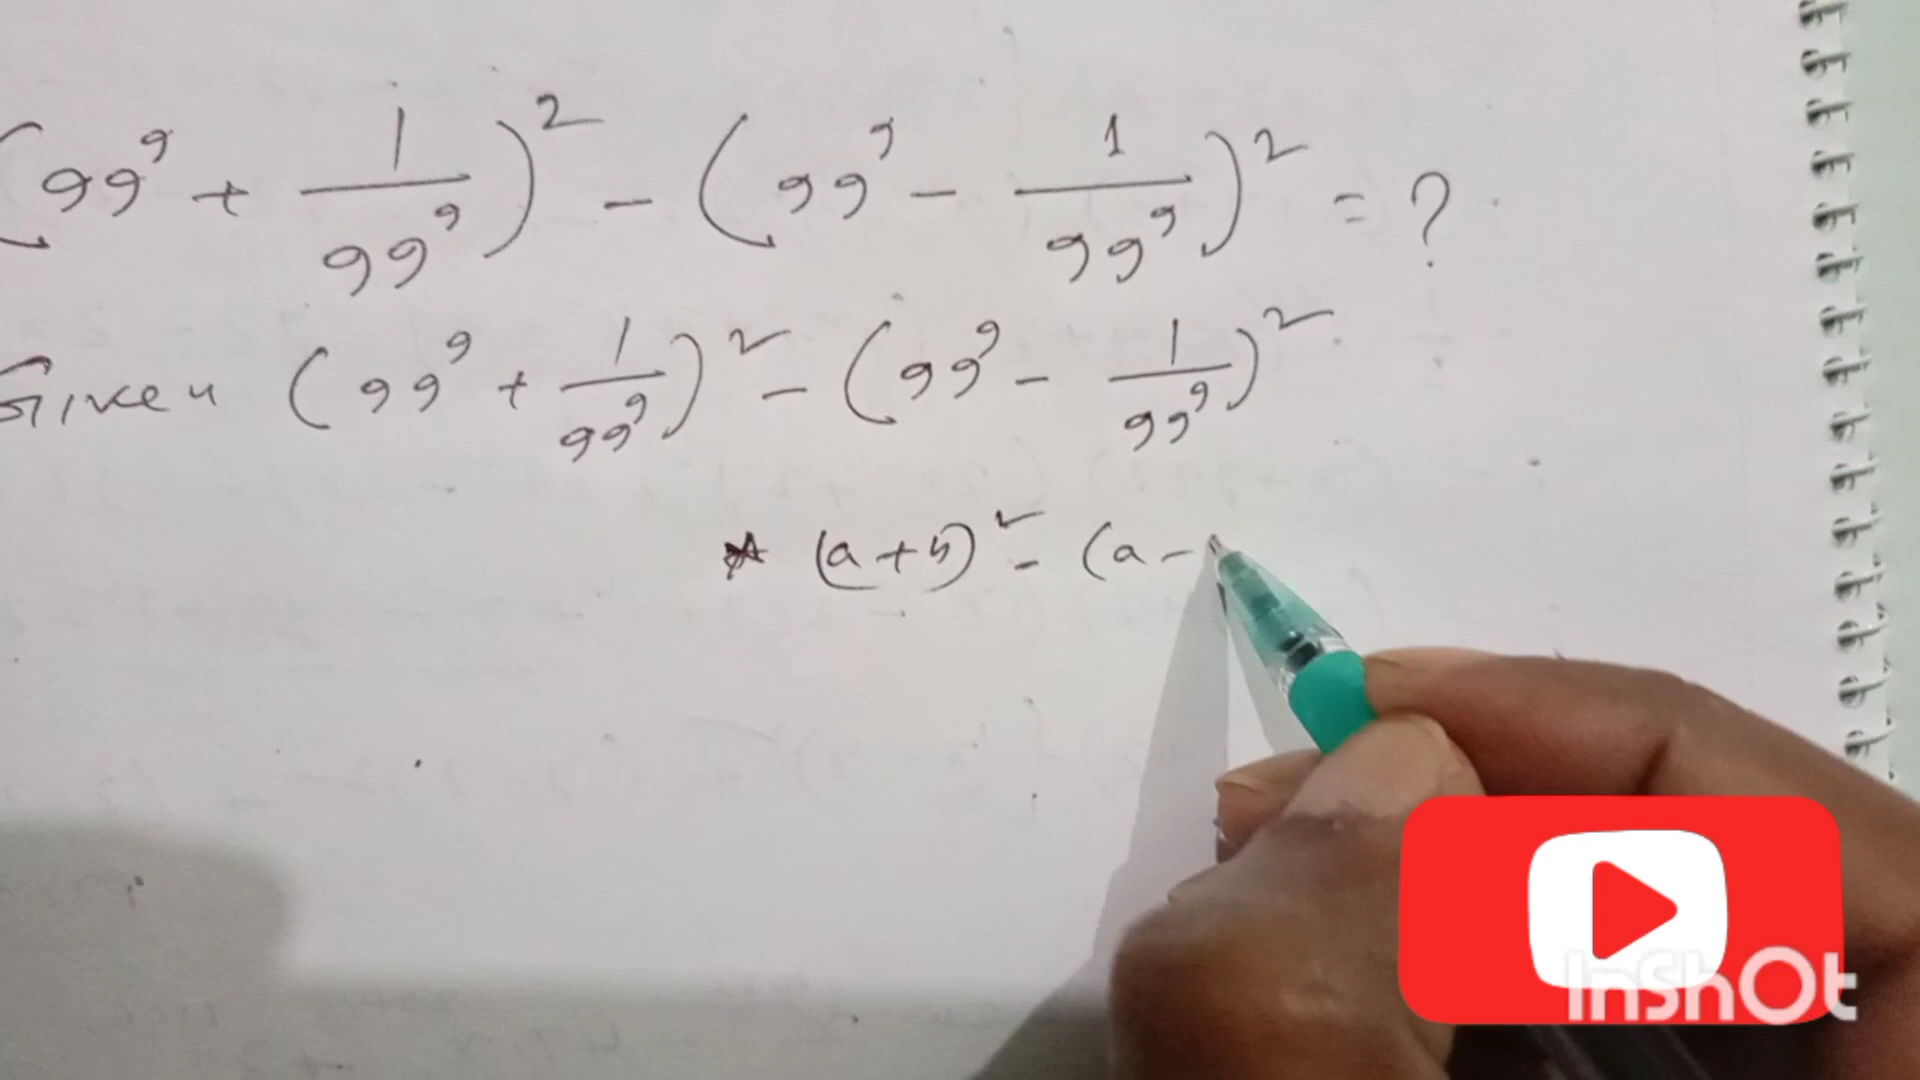 (99⁹ + 1/99⁹)² - (99⁹ - 1/99⁹)² = ?
Given (99⁹ + 1/99⁹)² - (99⁹ - 1/99⁹)²
* (a+b)² - (a -
InShOt